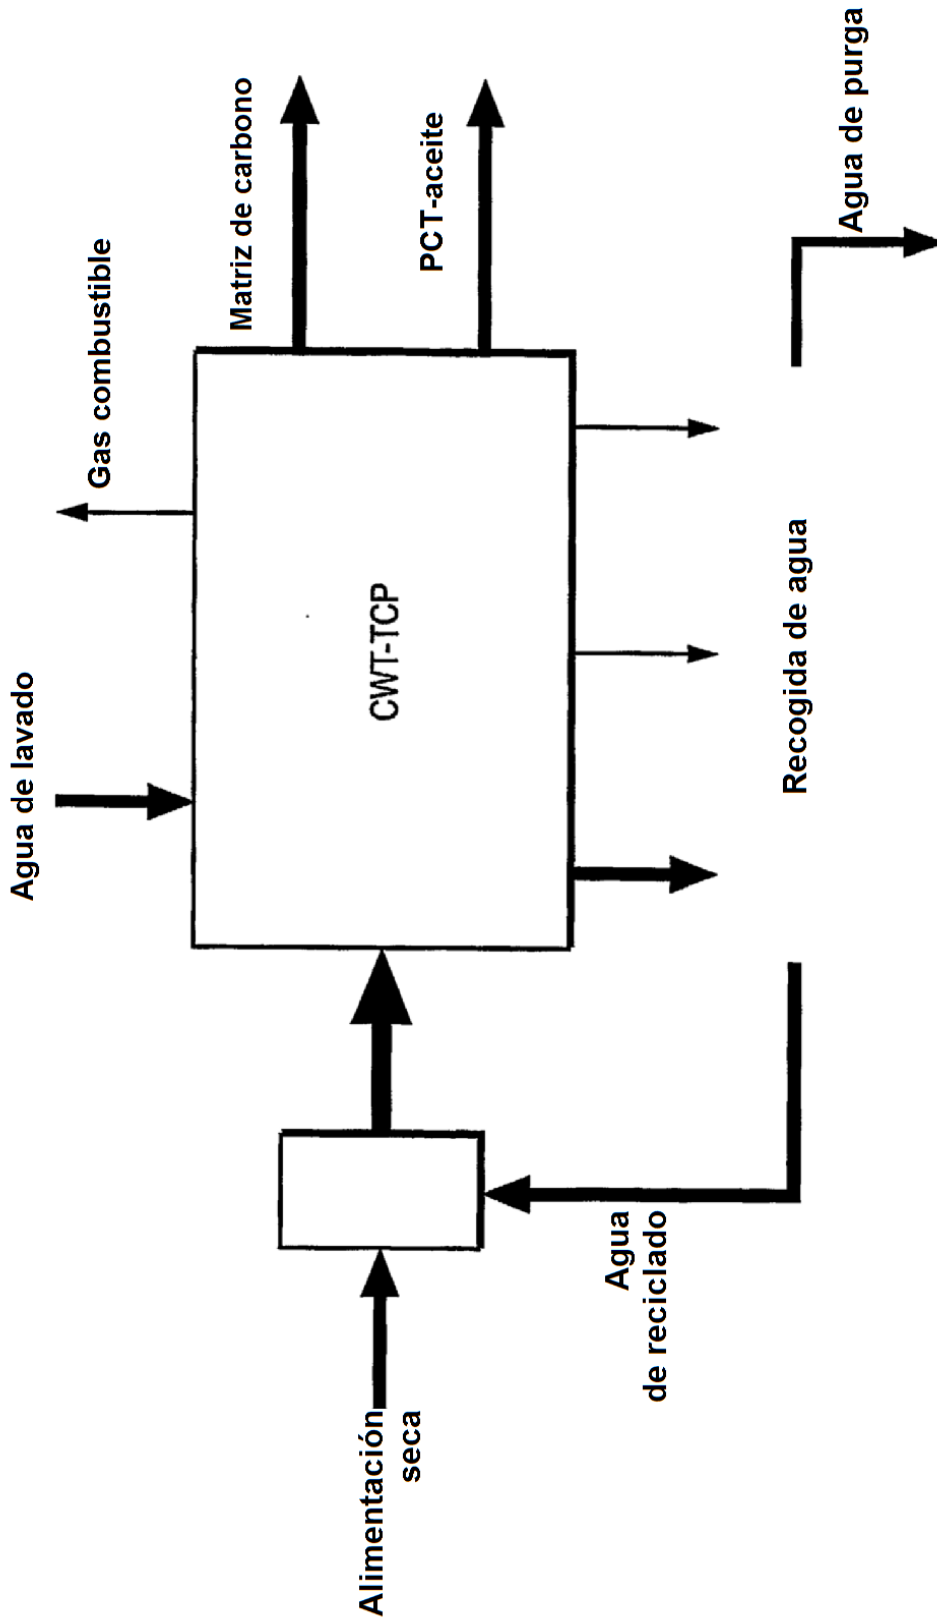 Agua de lavado
Gas combustible
Matriz de carbono
PCT-aceite
CWT-TCP
Alimentación
seca
Agua
de reciclado
Recogida de agua
Agua de purga